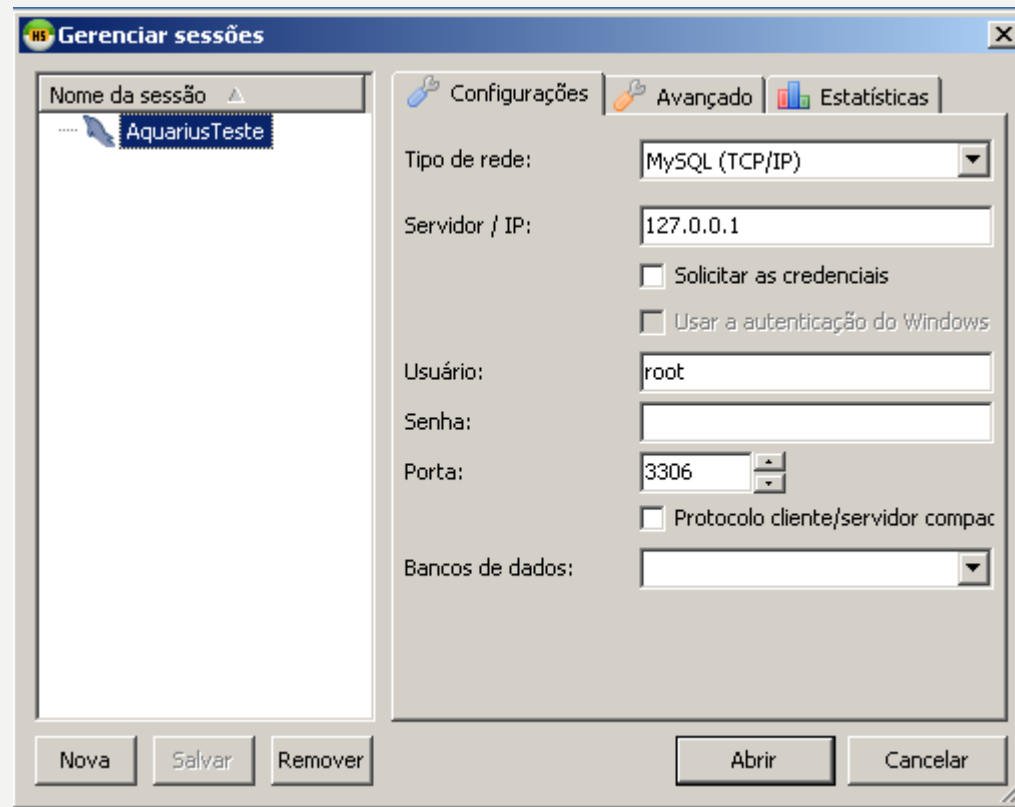 HS Gerenciar sessões
Nome da sessão
AquariusTeste
Configurações
Avançado
Estatísticas
Tipo de rede:
MySQL (TCP/IP)
Servidor / IP:
127.0.0.1
Solicitar as credenciais
Usar a autenticação do Windows
Usuário:
root
Senha:
Porta:
3306
Protocolo cliente/servidor compac
Bancos de dados:
Nova
Salvar
Remover
Abrir
Cancelar